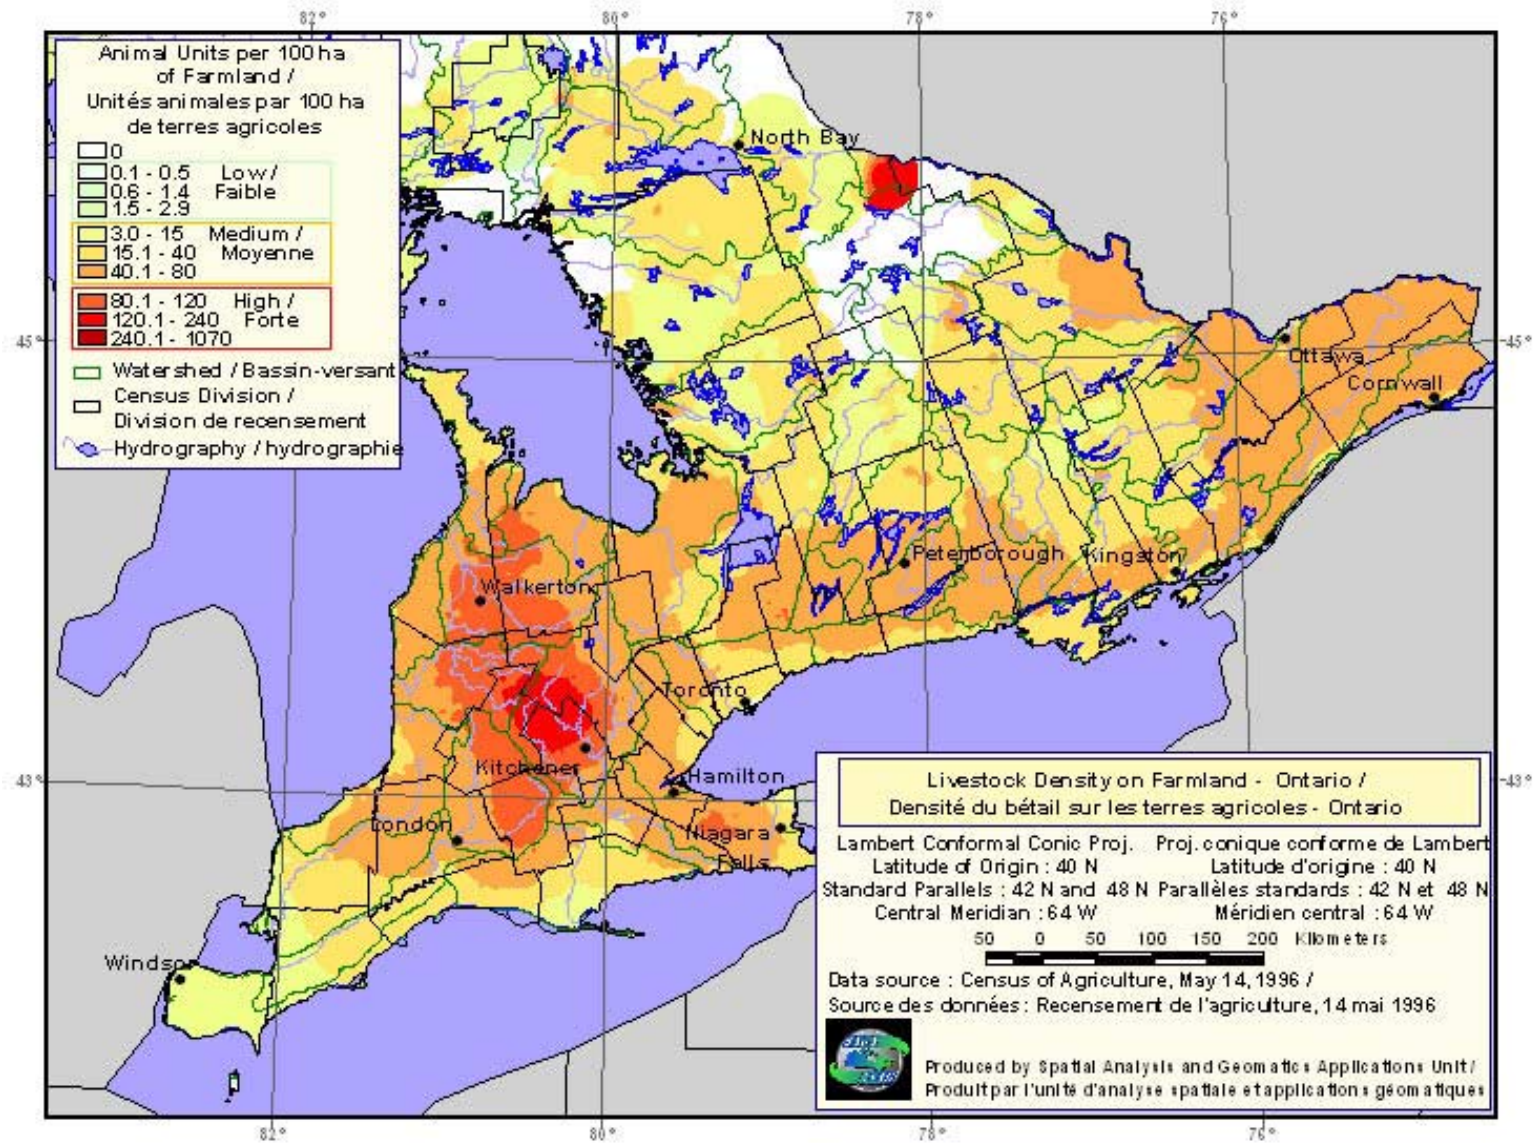 82°
80°
78°
76°
Animal Units per 100 ha
of Farmland /
Unités animales par 100 ha
de terres agricoles
0
0.1 - 0.5 Low /
0.6 - 1.4 Faible
1.5 - 2.9
3.0 - 15 Medium /
15.1 - 40 Moyenne
40.1 - 80
80.1 - 120 High /
120.1 - 240 Forte
240.1 - 1070
Watershed / Bassin-versant
Census Division /
Division de recensement
Hydrography / hydrographie
North Bay
45°
45°
Ottawa
Cornwall
Peterborough
Kingston
Walkerton
Toronto
Kitchener
43°
43°
Hamilton
London
Niagara
Falls
Windsor
Livestock Density on Farmland - Ontario /
Densité du bétail sur les terres agricoles - Ontario
Lambert Conformal Conic Proj. Proj. conique conforme de Lambert
Latitude of Origin : 40 N Latitude d'origine : 40 N
Standard Parallels : 42 N and 48 N Parallèles standards : 42 N et 48 N
Central Meridian : 64 W Méridien central : 64 W
50 0 50 100 150 200 Kilometers
Data source : Census of Agriculture, May 14, 1996 /
Source des données : Recensement de l'agriculture, 14 mai 1996
Produced by Spatial Analysis and Geomatics Applications Unit /
Produit par l'unité d'analyse spatiale et applications géomatiques
82°
80°
78°
76°